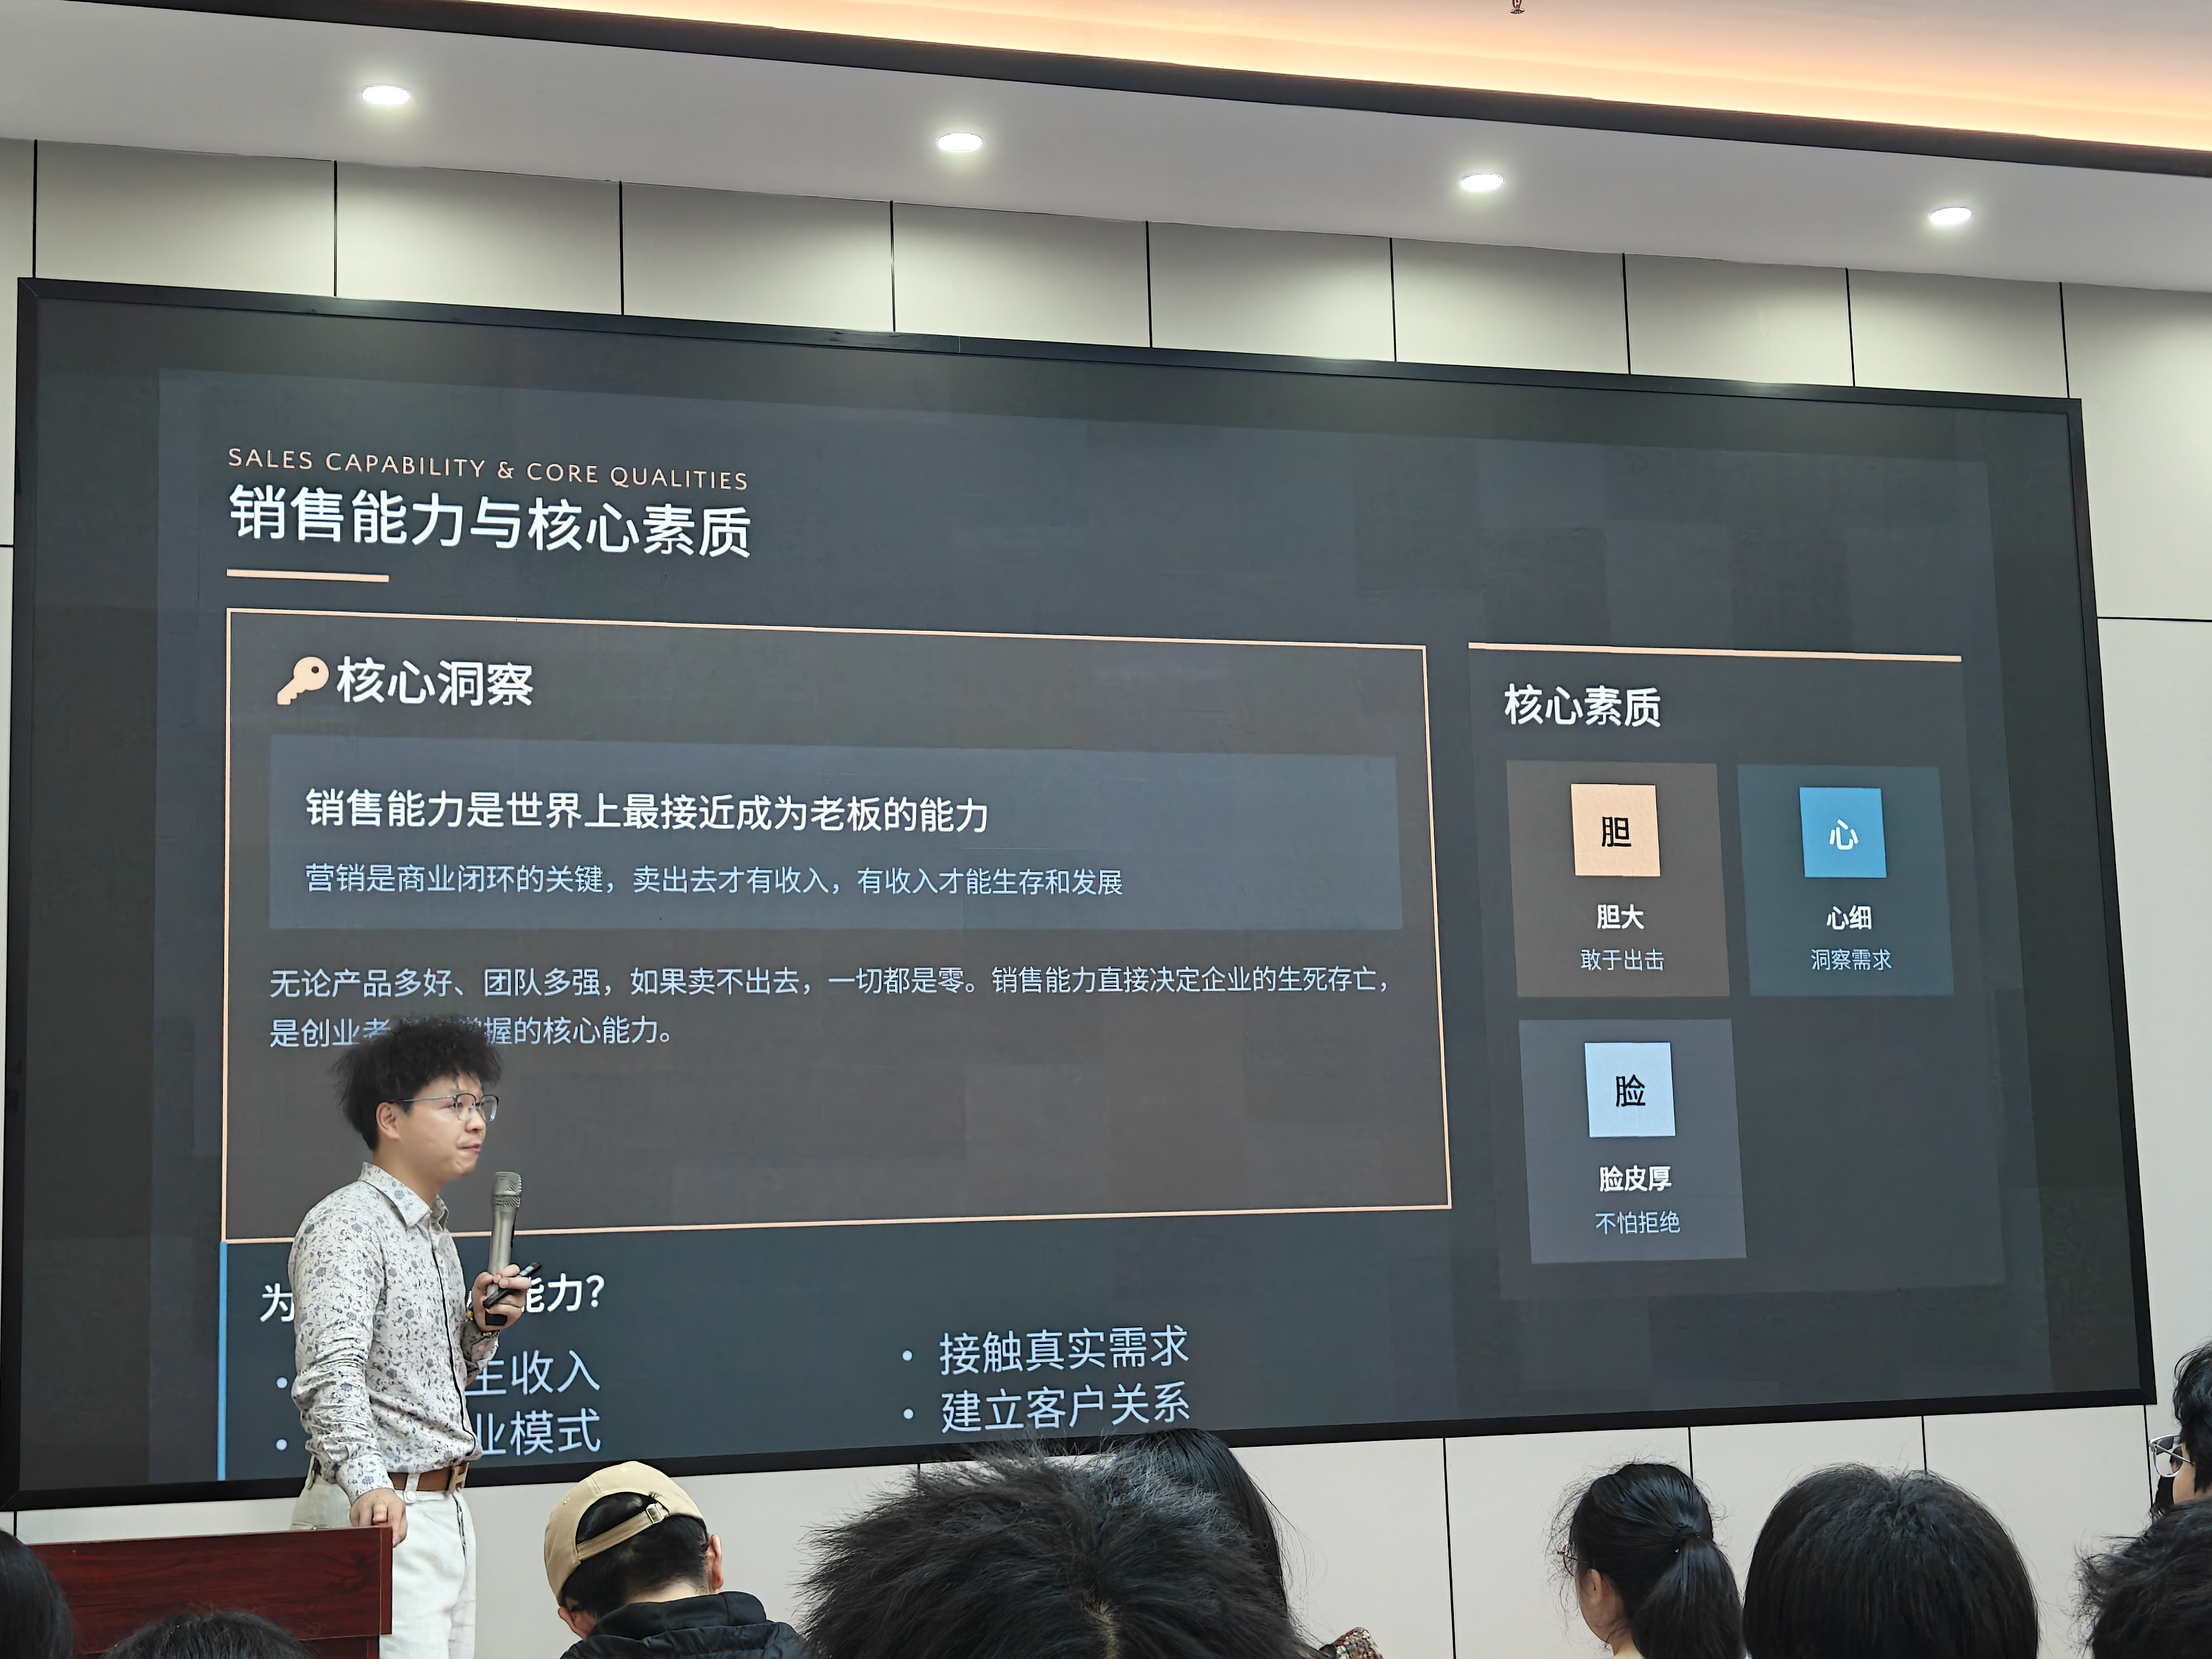 SALES CAPABILITY & CORE QUALITIES
销售能力与核心素质
核心洞察
销售能力是世界上最接近成为老板的能力
营销是商业闭环的关键，卖出去才有收入，有收入才能生存和发展
无论产品多好、团队多强，如果卖不出去，一切都是零。销售能力直接决定企业的生死存亡，
是创业者 握的核心能力。
为 能力？
• 生收入
• 业模式
• 接触真实需求
• 建立客户关系
核心素质
胆
胆大
敢于出击
心
心细
洞察需求
脸
脸皮厚
不怕拒绝